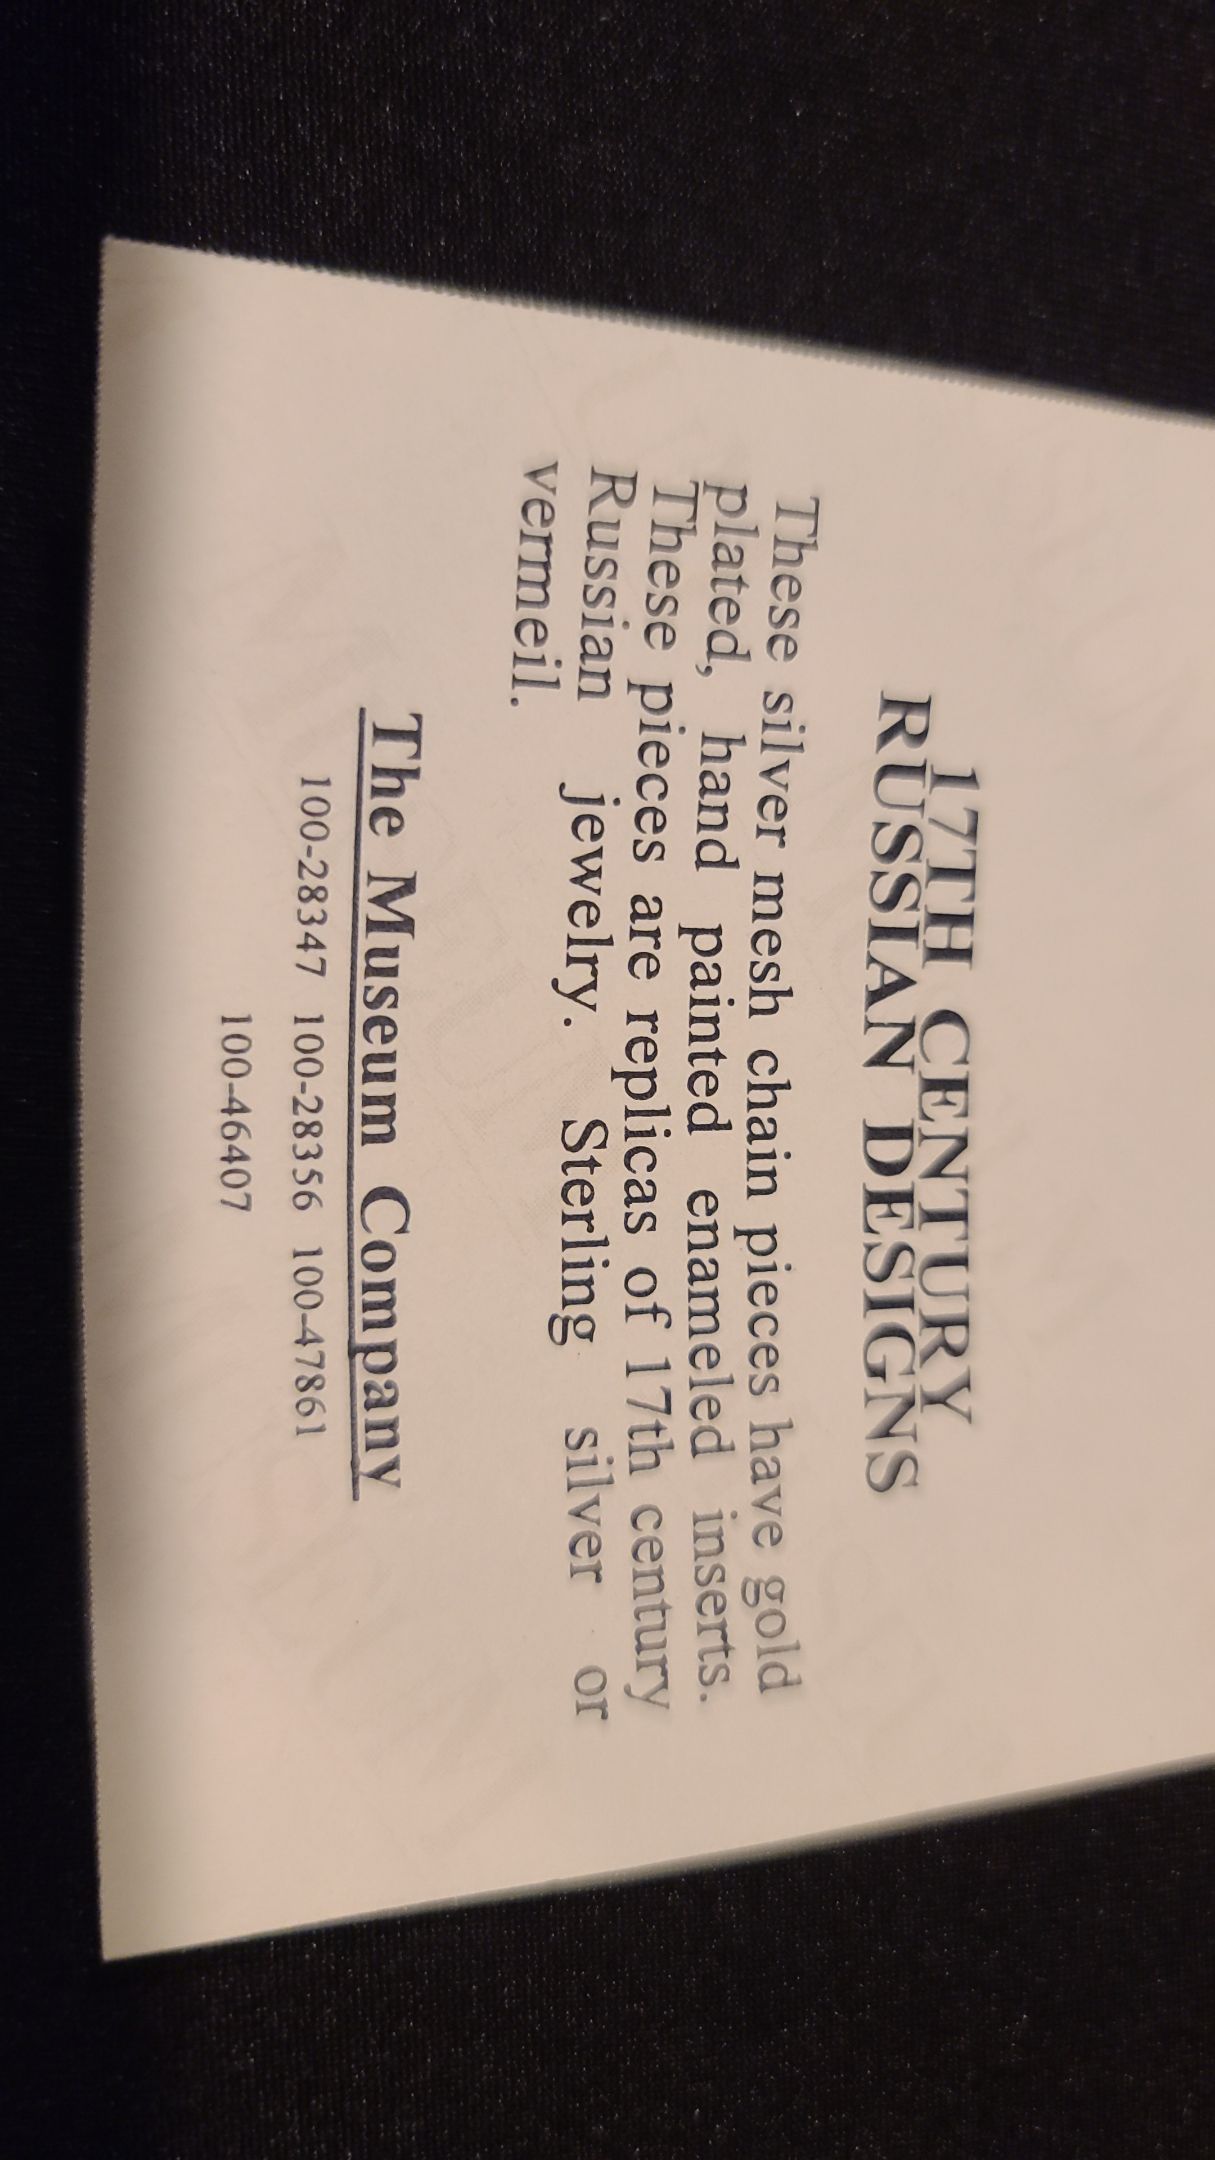 17TH CENTURY
RUSSIAN DESIGNS
These silver mesh chain pieces have gold
plated, hand painted enameled inserts.
These pieces are replicas of 17th century
Russian jewelry. Sterling silver or
vermeil.
The Museum Company
100-28347 100-28356 100-47861
100-46407